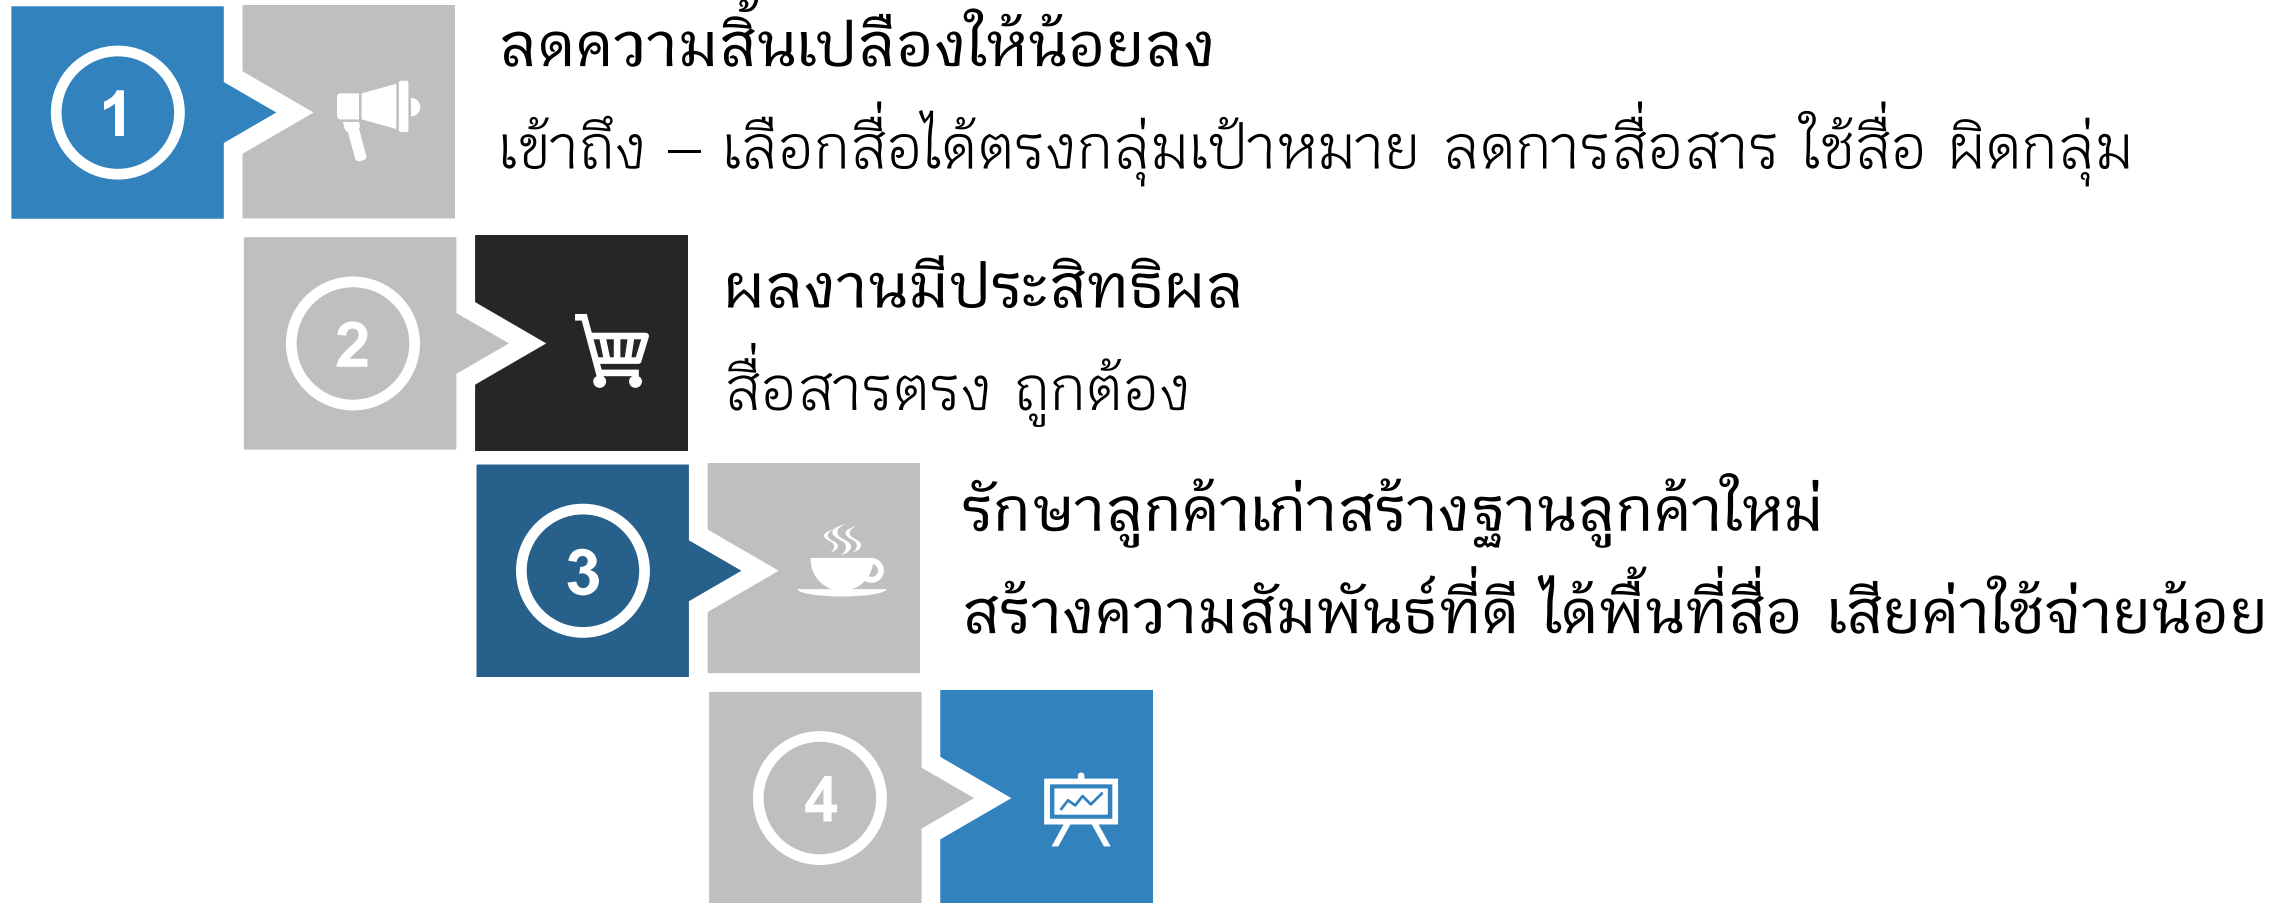 1
ลดความสิ้นเปลืองให้น้อยลง
เข้าถึง – เลือกสื่อได้ตรงกลุ่มเป้าหมาย ลดการสื่อสาร ใช้สื่อ ผิดกลุ่ม
2
ผลงานมีประสิทธิผล
สื่อสารตรง ถูกต้อง
3
รักษาลูกค้าเก่าสร้างฐานลูกค้าใหม่
สร้างความสัมพันธ์ที่ดี ได้พื้นที่สื่อ เสียค่าใช้จ่ายน้อย
4